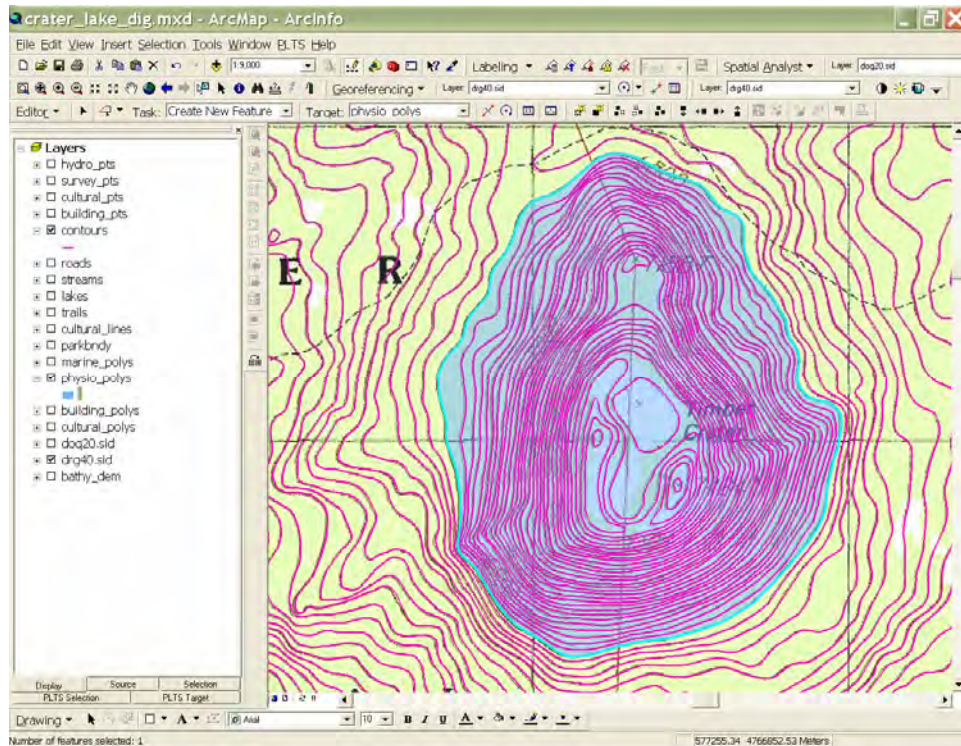 crater_lake_dig.mxd - ArcMap - ArcInfo
File Edit View Insert Selection Tools Window PLTS Help
1:9,000 Labeling Spatial Analyst Layer: doq20.sid
Georeferencing Layer: drg40.sid Layer: drg40.sid
Editor Task: Create New Feature Target: physio_polys
Layers
hydro_pts
survey_pts
cultural_pts
building_pts
contours
roads
streams
lakes
trails
cultural_lines
parkbndy
marine_polys
physio_polys
building_polys
cultural_polys
doq20.sid
drg40.sid
bathy_dem
E R
Timber
Crater
Display Source Selection
PLTS Selection PLTS Target
Drawing A Arial 10 B I U A
Number of features selected: 1 577255.34 4766852.53 Meters